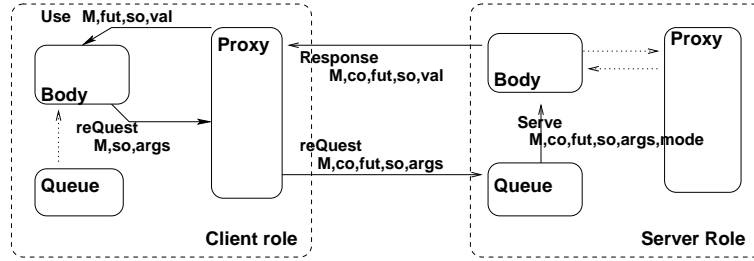 Use M,fut,so,val
Proxy
Body
reQuest
M,so,args
Queue
Client role
Response
M,co,fut,so,val
reQuest
M,co,fut,so,args
Body
Proxy
Serve
M,co,fut,so,args,mode
Queue
Server Role